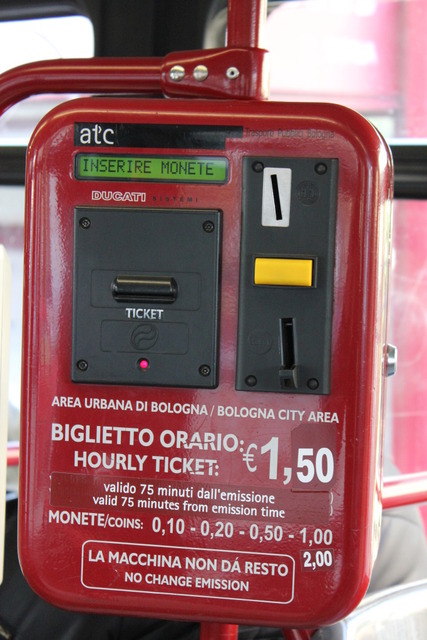 atc
INSERIRE MONETE
DUCATI SISTEMI
TICKET
AREA URBANA DI BOLOGNA / BOLOGNA CITY AREA
BIGLIETTO ORARIO:
HOURLY TICKET:
€1,50
valido 75 minuti dall'emissione
valid 75 minutes from emission time
MONETE/COINS: 0,10 - 0,20 - 0,50 - 1,00
2,00
LA MACCHINA NON DÁ RESTO
NO CHANGE EMISSION